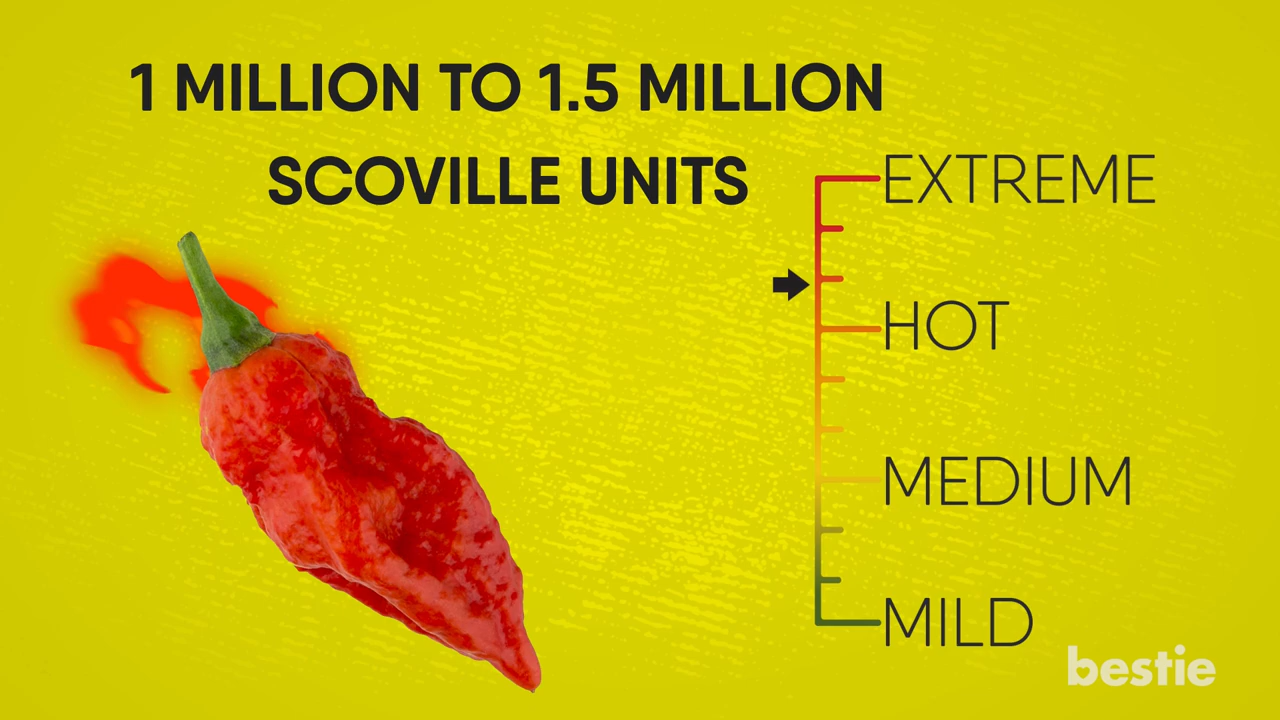 1 MILLION TO 1.5 MILLION
SCOVILLE UNITS
EXTREME
HOT
MEDIUM
MILD
bestie